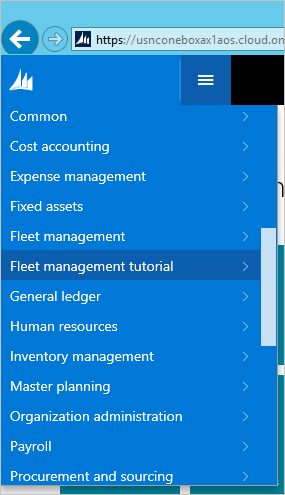 https://usnconeboxax1aos.cloud.on
Common
Cost accounting
Expense management
Fixed assets
Fleet management
Fleet management tutorial
General ledger
Human resources
Inventory management
Master planning
Organization administration
Payroll
Procurement and sourcing